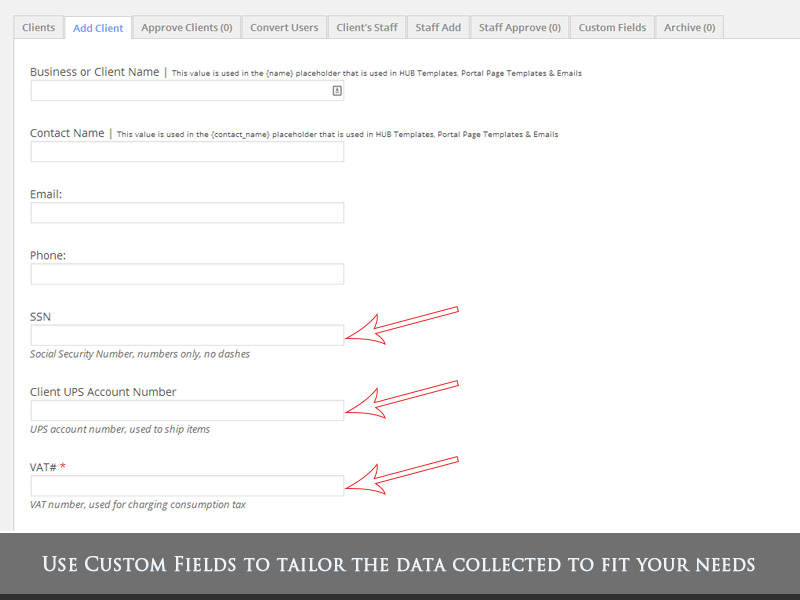 Clients Add Client Approve Clients (0) Convert Users Client's Staff Staff Add Staff Approve (0) Custom Fields Archive (0)
Business or Client Name | This value is used in the {name} placeholder that is used in HUB Templates, Portal Page Templates & Emails
Contact Name | This value is used in the {contact_name} placeholder that is used in HUB Templates, Portal Page Templates & Emails
Email:
Phone:
SSN
Social Security Number, numbers only, no dashes
Client UPS Account Number
UPS account number, used to ship items
VAT# *
VAT number, used for charging consumption tax
Use Custom Fields to tailor the data collected to fit your needs